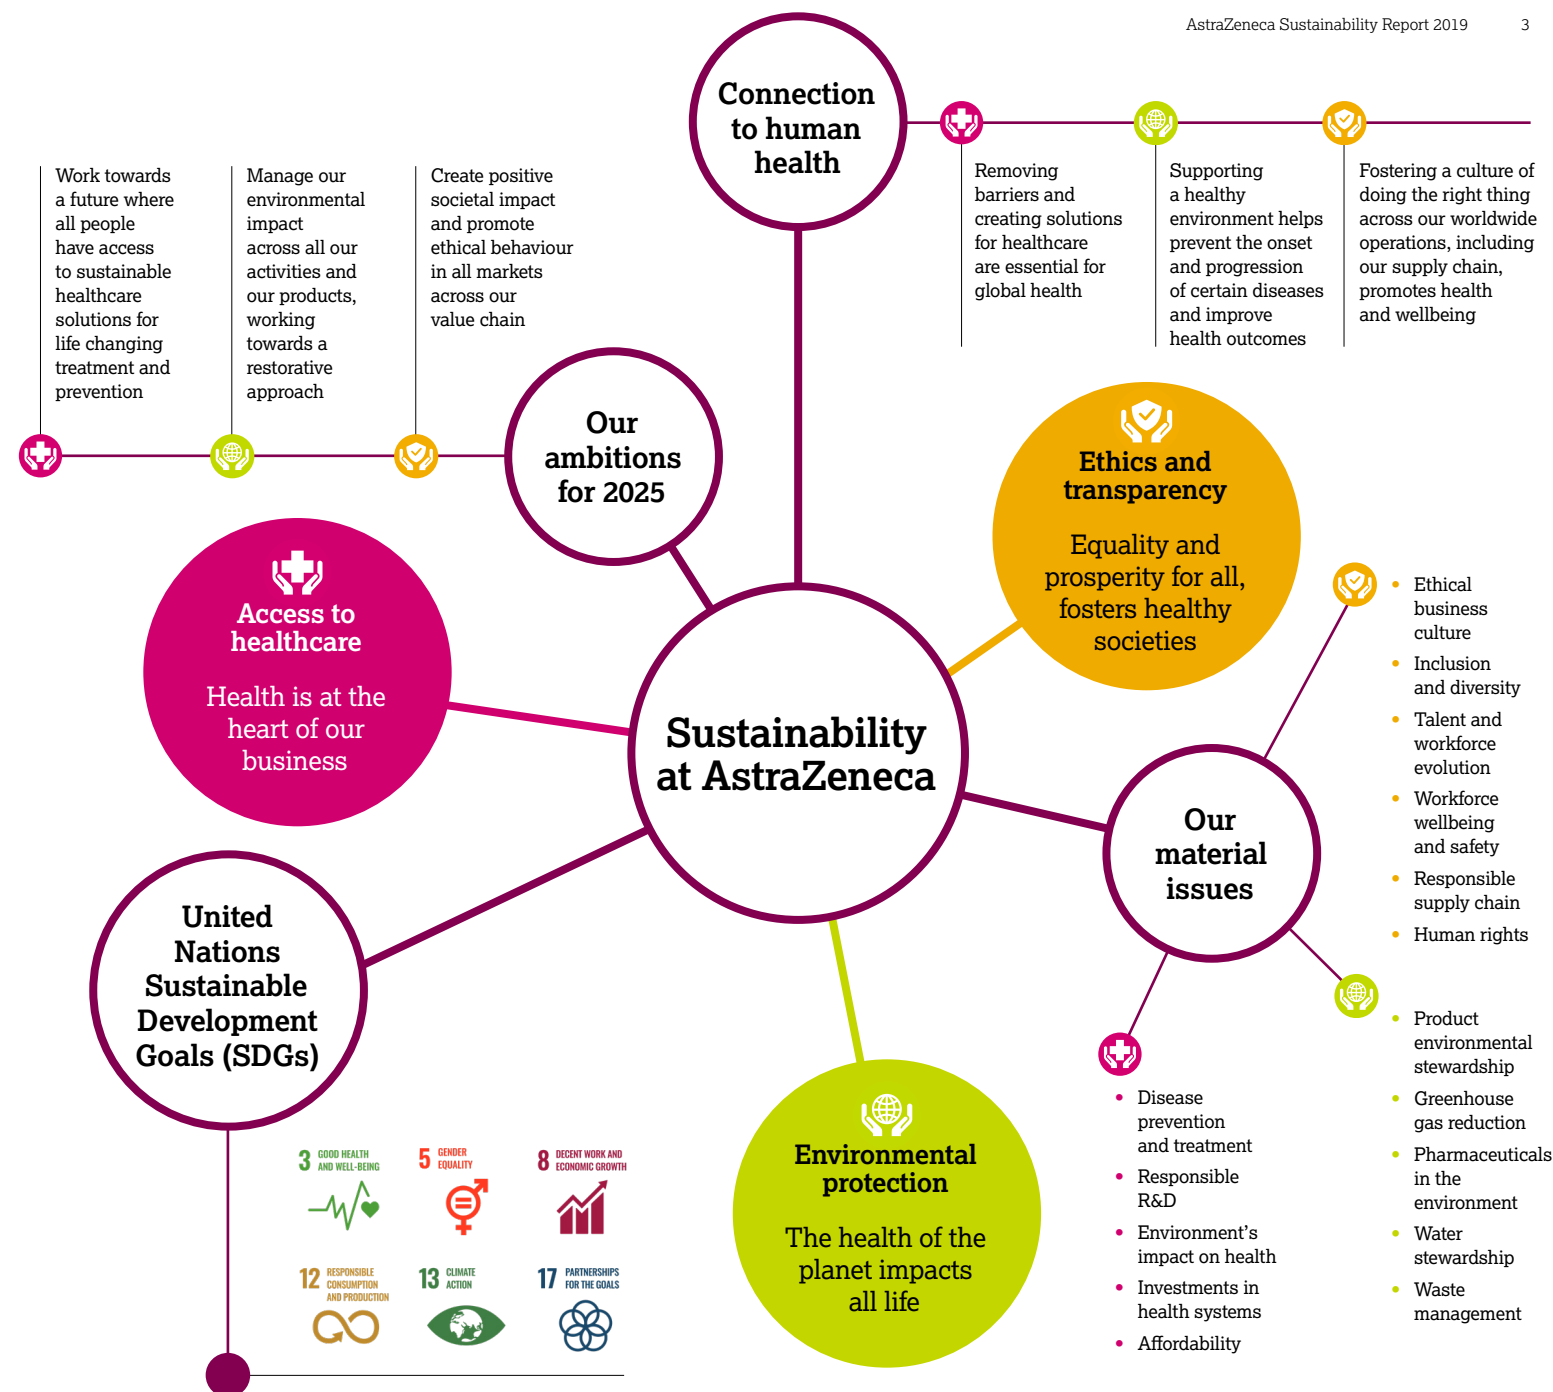 AstraZeneca Sustainability Report 2019 3
Connection
to human
health
Removing
barriers and
creating solutions
for healthcare
are essential for
global health
Supporting
a healthy
environment helps
prevent the onset
and progression
of certain diseases
and improve
health outcomes
Fostering a culture of
doing the right thing
across our worldwide
operations, including
our supply chain,
promotes health
and wellbeing
Work towards
a future where
all people
have access
to sustainable
healthcare
solutions for
life changing
treatment and
prevention
Manage our
environmental
impact
across all our
activities and
our products,
working
towards a
restorative
approach
Create positive
societal impact
and promote
ethical behaviour
in all markets
across our
value chain
Our
ambitions
for 2025
Ethics and
transparency
Equality and
prosperity for all,
fosters healthy
societies
Access to
healthcare
Health is at the
heart of our
business
Sustainability
at AstraZeneca
Our
material
issues
• Ethical
business
culture
• Inclusion
and diversity
• Talent and
workforce
evolution
• Workforce
wellbeing
and safety
• Responsible
supply chain
• Human rights
• Product
environmental
stewardship
• Greenhouse
gas reduction
• Pharmaceuticals
in the
environment
• Water
stewardship
• Waste
management
• Disease
prevention
and treatment
• Responsible
R&D
• Environment's
impact on health
• Investments in
health systems
• Affordability
United
Nations
Sustainable
Development
Goals (SDGs)
3 GOOD HEALTH
AND WELL-BEING
5 GENDER
EQUALITY
8 DECENT WORK AND
ECONOMIC GROWTH
12 RESPONSIBLE
CONSUMPTION
AND PRODUCTION
13 CLIMATE
ACTION
17 PARTNERSHIPS
FOR THE GOALS
Environmental
protection
The health of the
planet impacts
all life